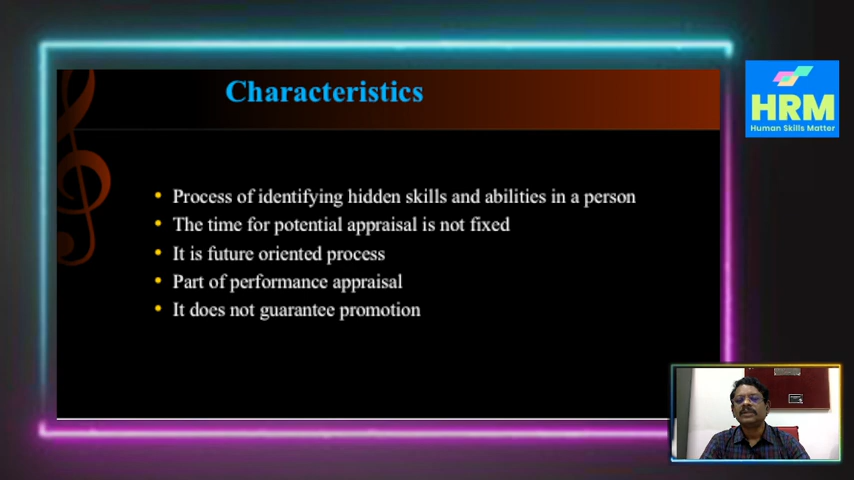 Characteristics
HRM
Human Skills Matter
Process of identifying hidden skills and abilities in a person
The time for potential appraisal is not fixed
It is future oriented process
Part of performance appraisal
It does not guarantee promotion